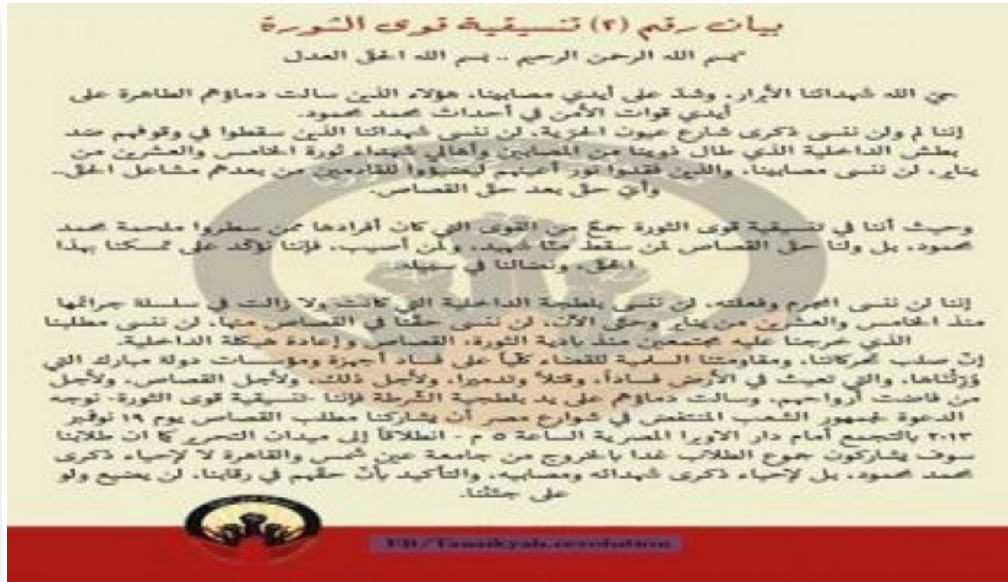 بيان رقم (٢) تنسيقية قوى الثورة
بسم الله الرحمن الرحيم .. بسم الله الحق العدل
حيّ الله شهدائنا الأبرار، وشدّ على أيدي مصابينا، هؤلاء الذين سالت دماؤهم الطاهرة على
أيدي قوات الأمن في أحداث محمد محمود.
إننا لم ولن ننسى ذكرى شارع عيون الحرية، لن ننسى شهدائنا الذين سقطوا في وقوفهم ضد
بطش الداخلية الذي طال ذوينا من المصابين وأهالي شهداء ثورة الخامس والعشرين من
يناير، لن ننسى مصابينا، والذين فقدوا نور أعينهم ليضيؤوا للقادمين من بعدهم مشاعل الحق..
وأيّ حق بعد حق القصاص.
وحيث أننا في تنسيقية قوى الثورة جمعٌ من القوى التي كان أفرادها ممن سطروا ملحمة محمد
محمود، بل ولنا حق القصاص لمن سقط منّا شهيد، ولمن أصيب، فإننا نؤكّد على تمسكنا بهذا
الحق، ونضالنا في سبيله.
إننا لن ننسى المجرم وفعلته، لن ننسى بلطجة الداخلية التي كانت ولا زالت في سلسلة جرائمها
منذ الخامس والعشرين من يناير وحتى الآن، لن ننسى حقّنا في القصاص منها، لن ننسى مطلبنا
الذي خرجنا عليه مجتمعين منذ بادية الثورة، القصاص وإعادة هيكلة الداخلية.
إنّ صلب تحركاتنا، ومقاومتنا السامية للقضاء كليّاً على فساد أجهزة ومؤسسات دولة مبارك التي
وَرِثناها، والتي تعيث في الأرض فساداً، وقتلاً وتدميرا، ولأجل ذلك، ولأجل القصاص، ولأجل
من فاضت أرواحهم، وسالت دماؤهم على يد بلطجية الشرطة فإننا -تنسيقية قوى الثورة- نوجه
الدعوة لجمهور الشعب المنتفض في شوارع مصر أن يشاركنا مطلب القصاص يوم ١٩ نوفمبر
٢٠١٣ بالتجمع أمام دار الاوبرا المصرية الساعة ٥ م - انطلاقاً إلى ميدان التحرير كما ان طلابنا
سوف يشاركون جموع الطلاب غدا بالخروج من جامعة عين شمس والقاهرة لا لإحياء ذكرى
محمد محمود، بل لإحياء ذكرى شهدائه ومصابيه، والتأكيد بأنّ حقهم في رقابنا، لن يضيع ولو
على جثثنا.
FB/Tansikyah.revolution